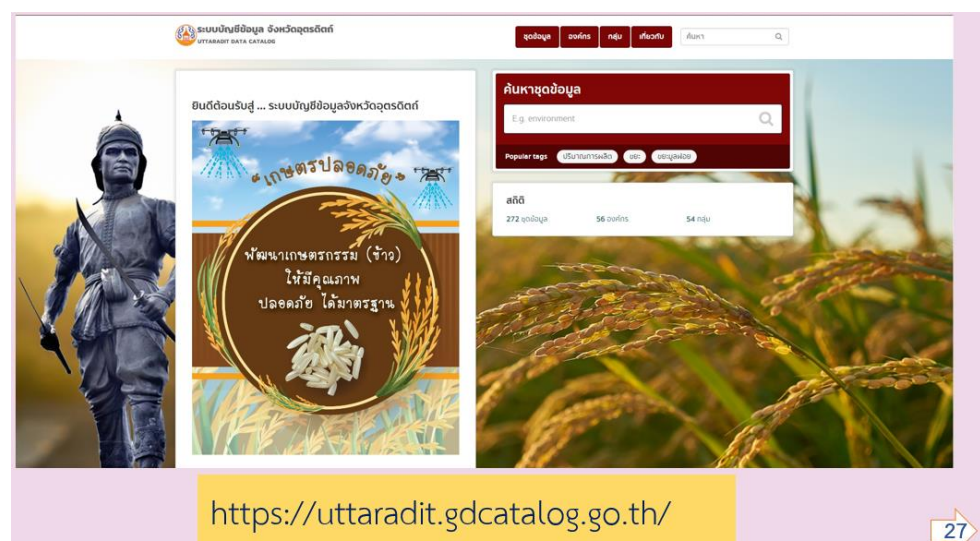 ระบบบัญชีข้อมูล จังหวัดอุตรดิตถ์
UTTARADIT DATA CATALOG
ชุดข้อมูล องค์กร กลุ่ม เกี่ยวกับ ค้นหา
ยินดีต้อนรับสู่ ... ระบบบัญชีข้อมูลจังหวัดอุตรดิตถ์
"เกษตรปลอดภัย"
พัฒนาเกษตรกรรม (ข้าว)
ให้มีคุณภาพ
ปลอดภัย ได้มาตรฐาน
ค้นหาชุดข้อมูล
E.g. environment
Popular tags ปริมาณการผลิต ขยะ ขยะมูลฝอย
สถิติ
272 ชุดข้อมูล 56 องค์กร 54 กลุ่ม
https://uttaradit.gdcatalog.go.th/
27